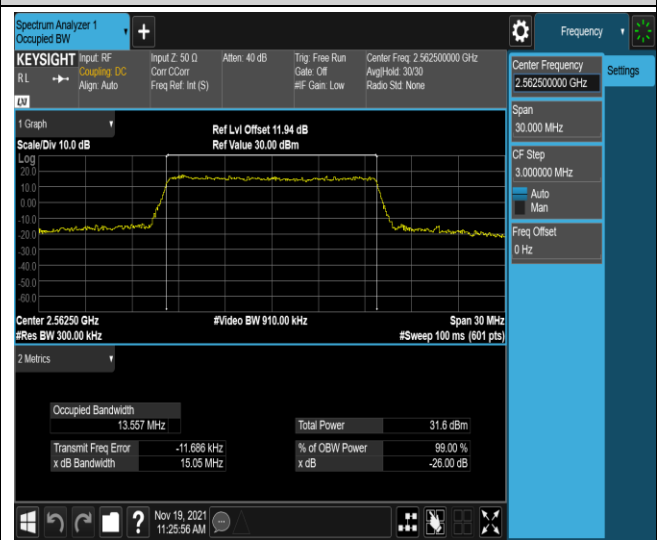 Spectrum Analyzer 1
Occupied BW
Frequency
KEYSIGHT
RL
LXI
Input: RF
Coupling: DC
Align: Auto
Input Z: 50 Ω
Corr CCorr
Freq Ref: Int (S)
Atten: 40 dB
Trig: Free Run
Gate: Off
#IF Gain: Low
Center Freq: 2.562500000 GHz
Avg|Hold: 30/30
Radio Std: None
Center Frequency
2.562500000 GHz
Settings
Span
30.000 MHz
CF Step
3.000000 MHz
Auto
Man
Freq Offset
0 Hz
1 Graph
Scale/Div 10.0 dB
Ref Lvl Offset 11.94 dB
Ref Value 30.00 dBm
Log
20.0
10.0
0.00
-10.0
-20.0
-30.0
-40.0
-50.0
-60.0
Center 2.56250 GHz
#Video BW 910.00 kHz
Span 30 MHz
#Res BW 300.00 kHz
#Sweep 100 ms (601 pts)
2 Metrics
Occupied Bandwidth
13.557 MHz
Total Power 31.6 dBm
Transmit Freq Error -11.686 kHz
% of OBW Power 99.00 %
x dB Bandwidth 15.05 MHz
x dB -26.00 dB
?
Nov 19, 2021
11:25:56 AM